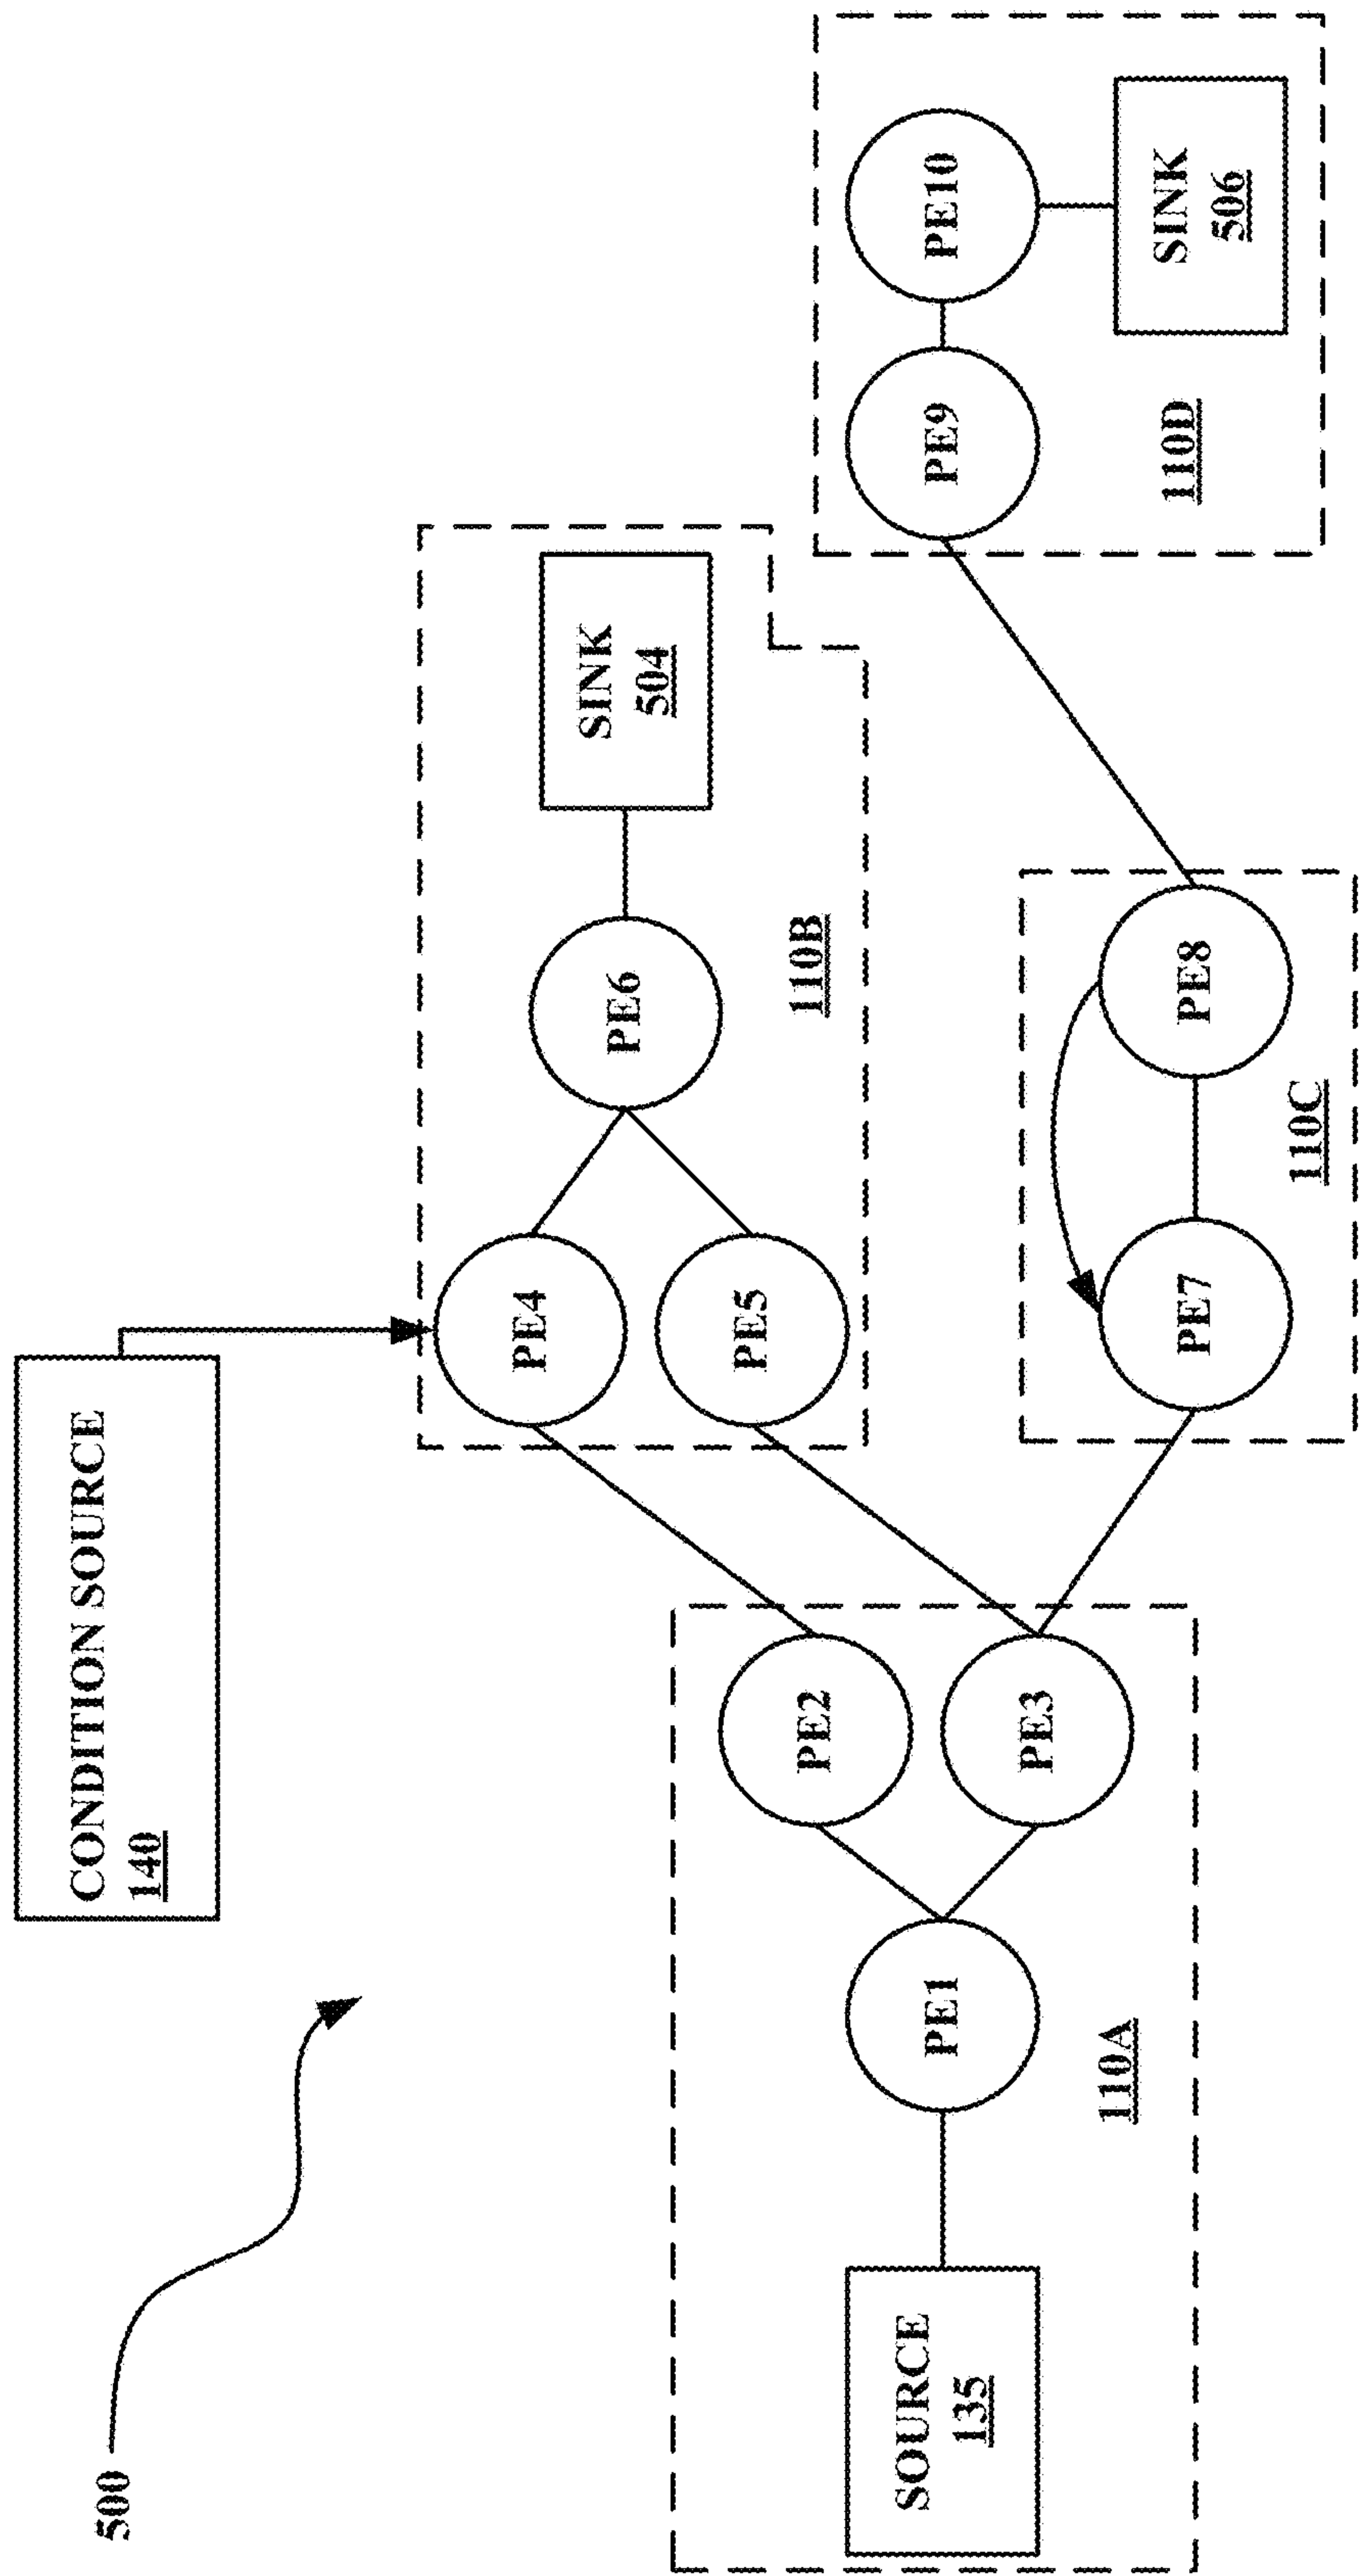 500
CONDITION SOURCE
140
SOURCE
135
PE1
PE2
PE3
110A
PE4
PE5
PE6
SINK
504
110B
PE7
PE8
110C
PE9
PE10
SINK
506
110D